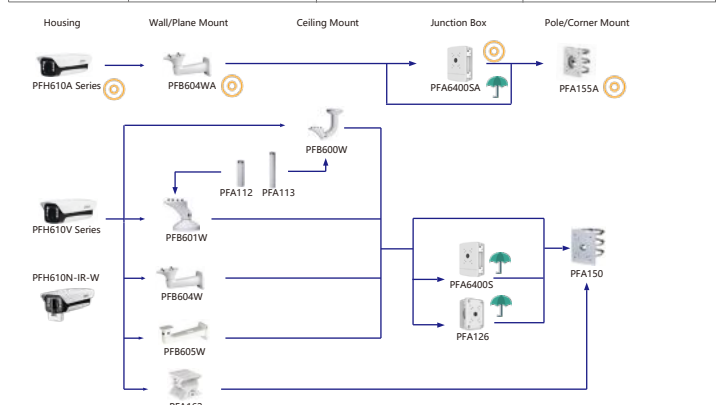 Housing Wall/Plane Mount Ceiling Mount Junction Box Pole/Corner Mount
PFH610A Series PFB604WA PFA6400SA PFA155A
PFB600W
PFA112 PFA113
PFH610V Series PFB601W
PFA150
PFH610N-IR-W
PFB604W PFA6400S
PFA126
PFB605W